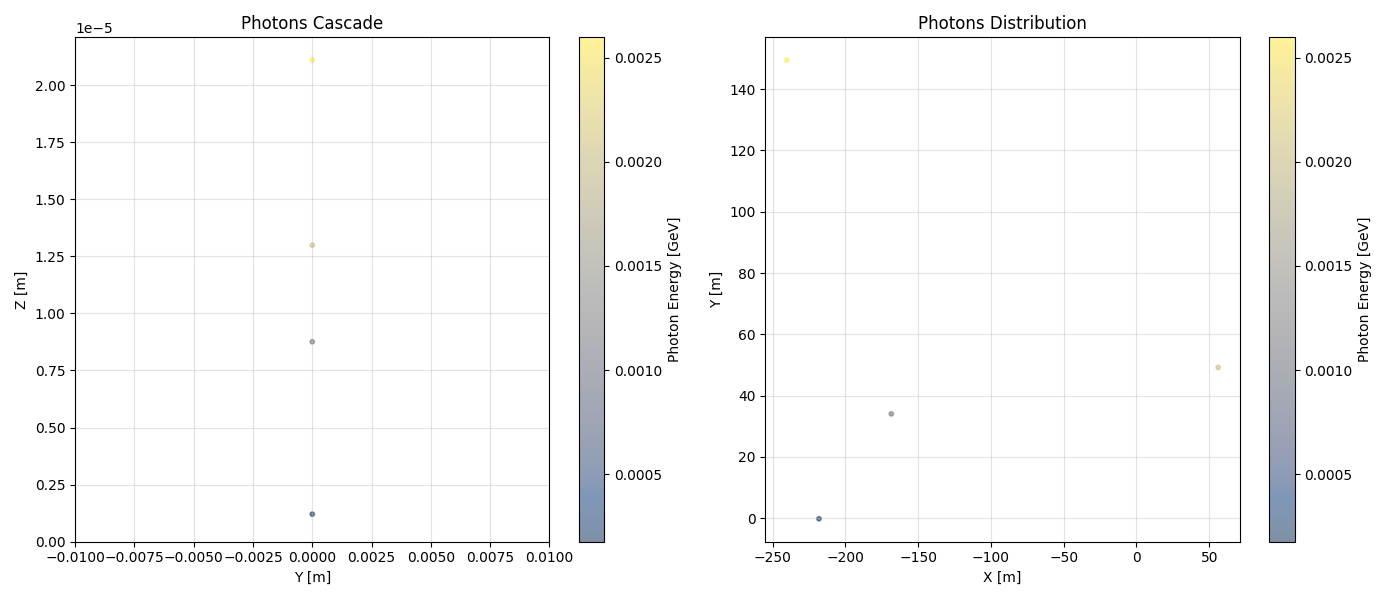 Photons Cascade
1e−5
2.00
1.75
1.50
1.25
1.00
0.75
0.50
0.25
0.00
Z [m]
−0.0100 −0.0075 −0.0050 −0.0025 0.0000 0.0025 0.0050 0.0075 0.0100
Y [m]
0.0025
0.0020
0.0015
0.0010
0.0005
Photon Energy [GeV]
Photons Distribution
140
120
100
80
60
40
20
0
Y [m]
−250 −200 −150 −100 −50 0 50
X [m]
0.0025
0.0020
0.0015
0.0010
0.0005
Photon Energy [GeV]